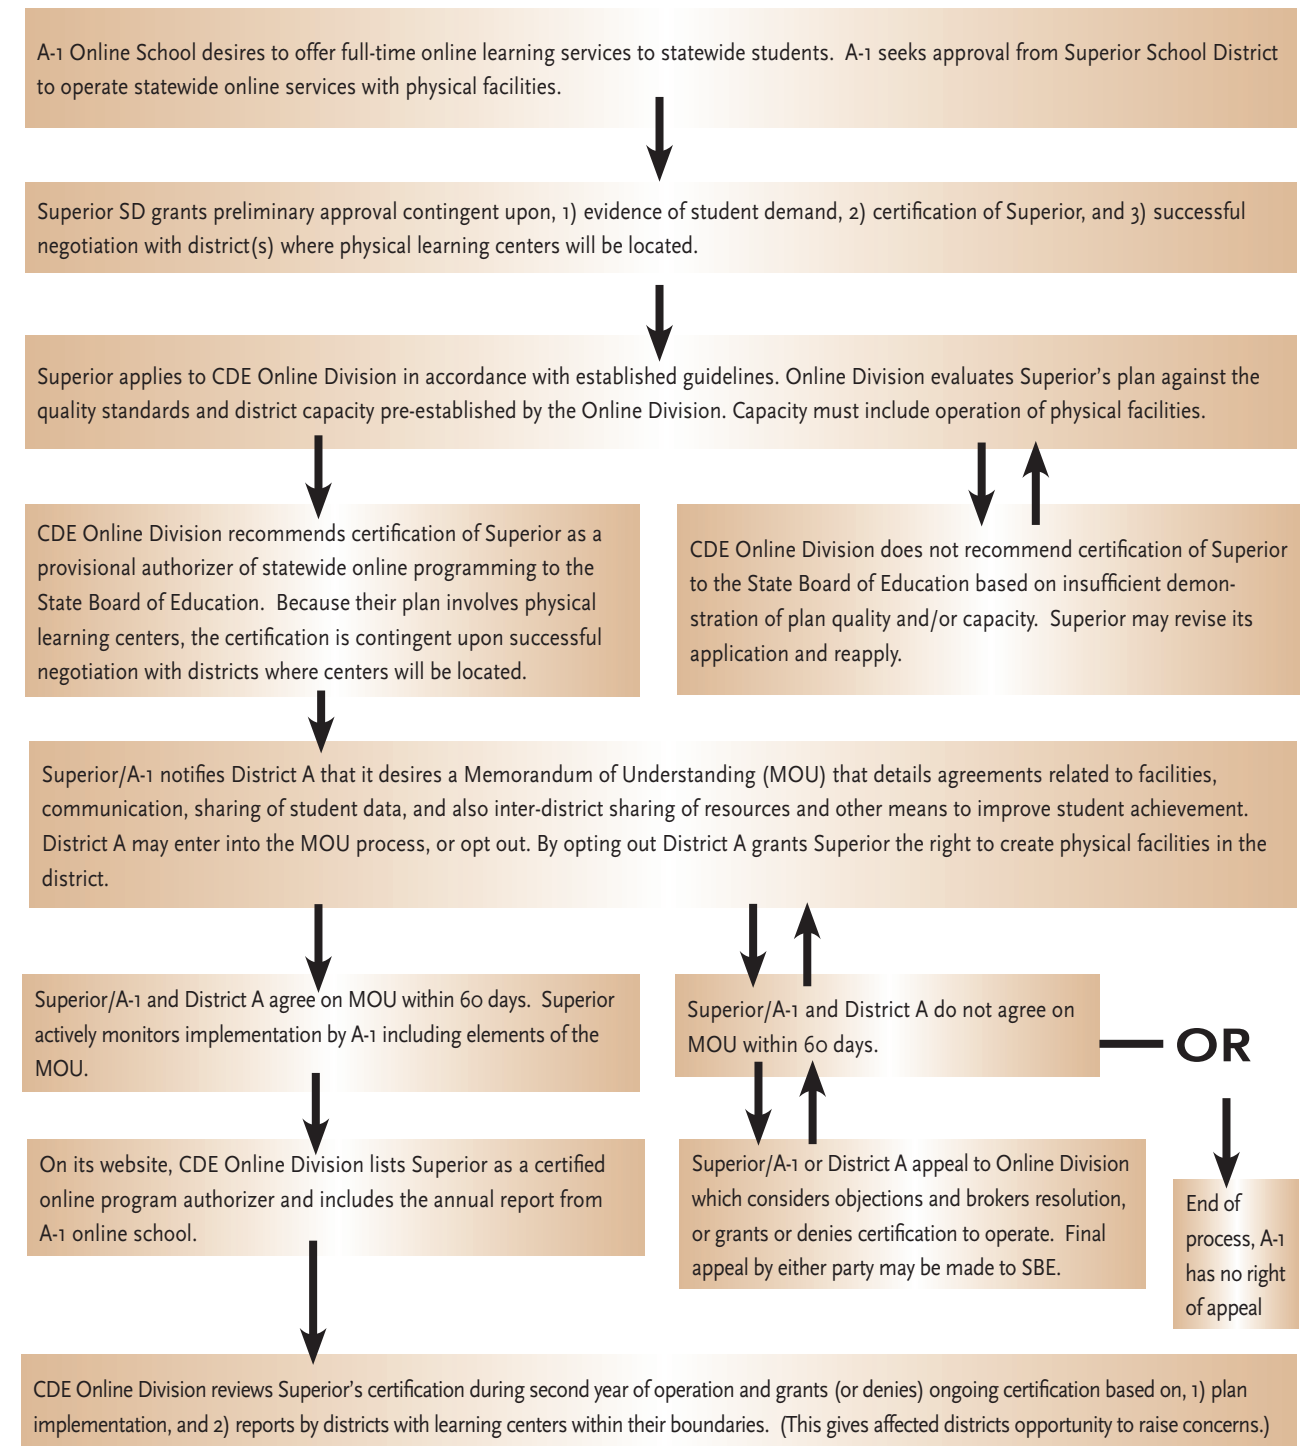 A-1 Online School desires to offer full-time online learning services to statewide students.  A-1 seeks approval from Superior School District
to operate statewide online services with physical facilities.
Superior SD grants preliminary approval contingent upon, 1) evidence of student demand, 2) certification of Superior, and 3) successful
negotiation with district(s) where physical learning centers will be located.
Superior applies to CDE Online Division in accordance with established guidelines. Online Division evaluates Superior's plan against the
quality standards and district capacity pre-established by the Online Division. Capacity must include operation of physical facilities.
CDE Online Division recommends certification of Superior as a
provisional authorizer of statewide online programming to the
State Board of Education.  Because their plan involves physical
learning centers, the certification is contingent upon successful
negotiation with districts where centers will be located.
CDE Online Division does not recommend certification of Superior
to the State Board of Education based on insufficient demon-
stration of plan quality and/or capacity.  Superior may revise its
application and reapply.
Superior/A-1 notifies District A that it desires a Memorandum of Understanding (MOU) that details agreements related to facilities,
communication, sharing of student data, and also inter-district sharing of resources and other means to improve student achievement.
District A may enter into the MOU process, or opt out. By opting out District A grants Superior the right to create physical facilities in the
district.
Superior/A-1 and District A agree on MOU within 60 days.  Superior
actively monitors implementation by A-1 including elements of the
MOU.
Superior/A-1 and District A do not agree on
MOU within 60 days.
OR
On its website, CDE Online Division lists Superior as a certified
online program authorizer and includes the annual report from
A-1 online school.
Superior/A-1 or District A appeal to Online Division
which considers objections and brokers resolution,
or grants or denies certification to operate.  Final
appeal by either party may be made to SBE.
End of
process, A-1
has no right
of appeal
CDE Online Division reviews Superior's certification during second year of operation and grants (or denies) ongoing certification based on, 1) plan
implementation, and 2) reports by districts with learning centers within their boundaries.  (This gives affected districts opportunity to raise concerns.)